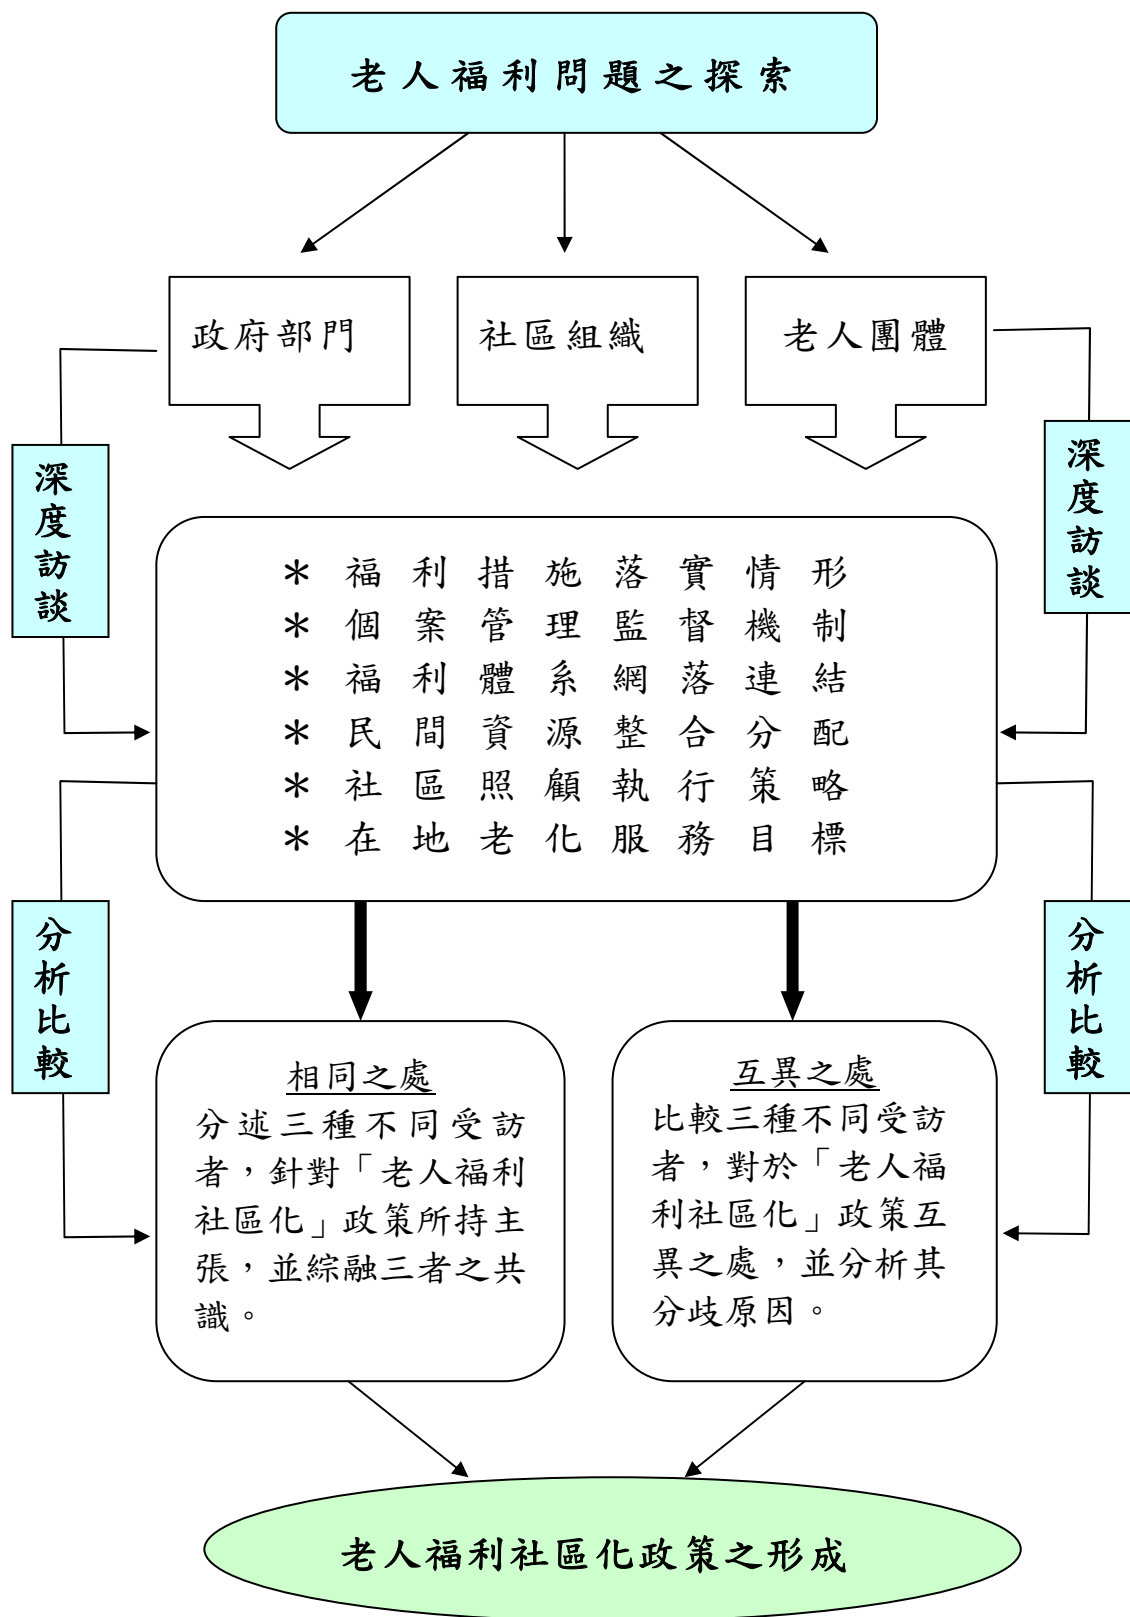 老人福利問題之探索
政府部門
社區組織
老人團體
深度訪談
深度訪談
＊福利措施落實情形
＊個案管理監督機制
＊福利體系網落連結
＊民間資源整合分配
＊社區照顧執行策略
＊在地老化服務目標
分析比較
分析比較
相同之處
分述三種不同受訪
者，針對「老人福利
社區化」政策所持主
張，並綜融三者之共
識。
互異之處
比較三種不同受訪
者，對於「老人福
利社區化」政策互
異之處，並分析其
分歧原因。
老人福利社區化政策之形成